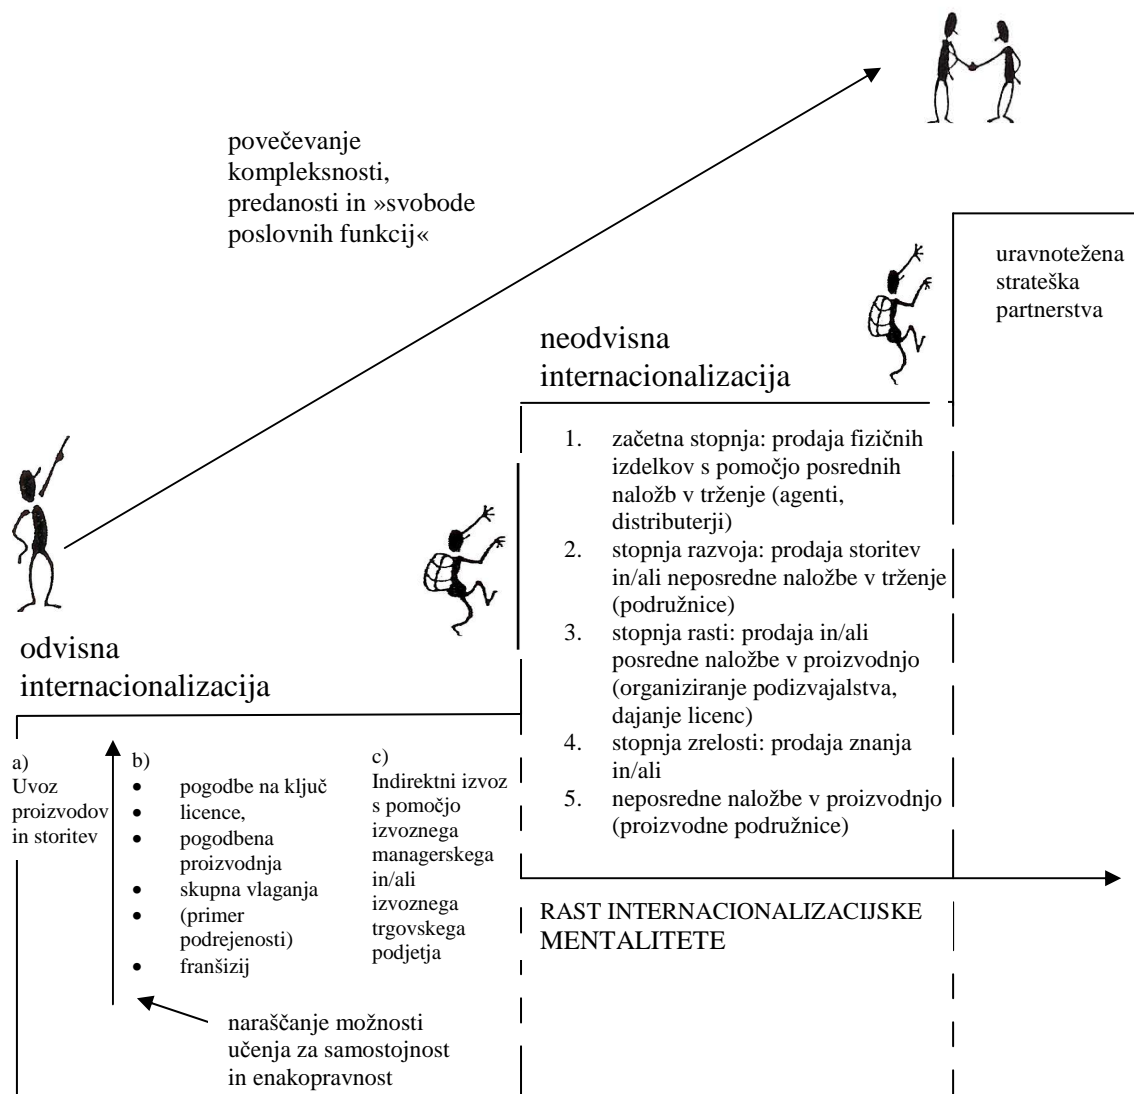 povečevanje
kompleksnosti,
predanosti in »svobode
poslovnih funkcij«
uravnotežena
strateška
partnerstva
neodvisna
internacionalizacija
1. začetna stopnja: prodaja fizičnih
izdelkov s pomočjo posrednih
naložb v trženje (agenti,
distributerji)
2. stopnja razvoja: prodaja storitev
in/ali neposredne naložbe v trženje
(podružnice)
3. stopnja rasti: prodaja in/ali
posredne naložbe v proizvodnjo
(organiziranje podizvajalstva,
dajanje licenc)
4. stopnja zrelosti: prodaja znanja
in/ali
5. neposredne naložbe v proizvodnjo
(proizvodne podružnice)
odvisna
internacionalizacija
a)
Uvoz
proizvodov
in storitev
b)
• pogodbe na ključ
• licence,
• pogodbena
proizvodnja
• skupna vlaganja
• (primer
podrejenosti)
• franšizij
c)
Indirektni izvoz
s pomočjo
izvoznega
managerskega
in/ali
izvoznega
trgovskega
podjetja
RAST INTERNACIONALIZACIJSKE
MENTALITETE
naraščanje možnosti
učenja za samostojnost
in enakopravnost